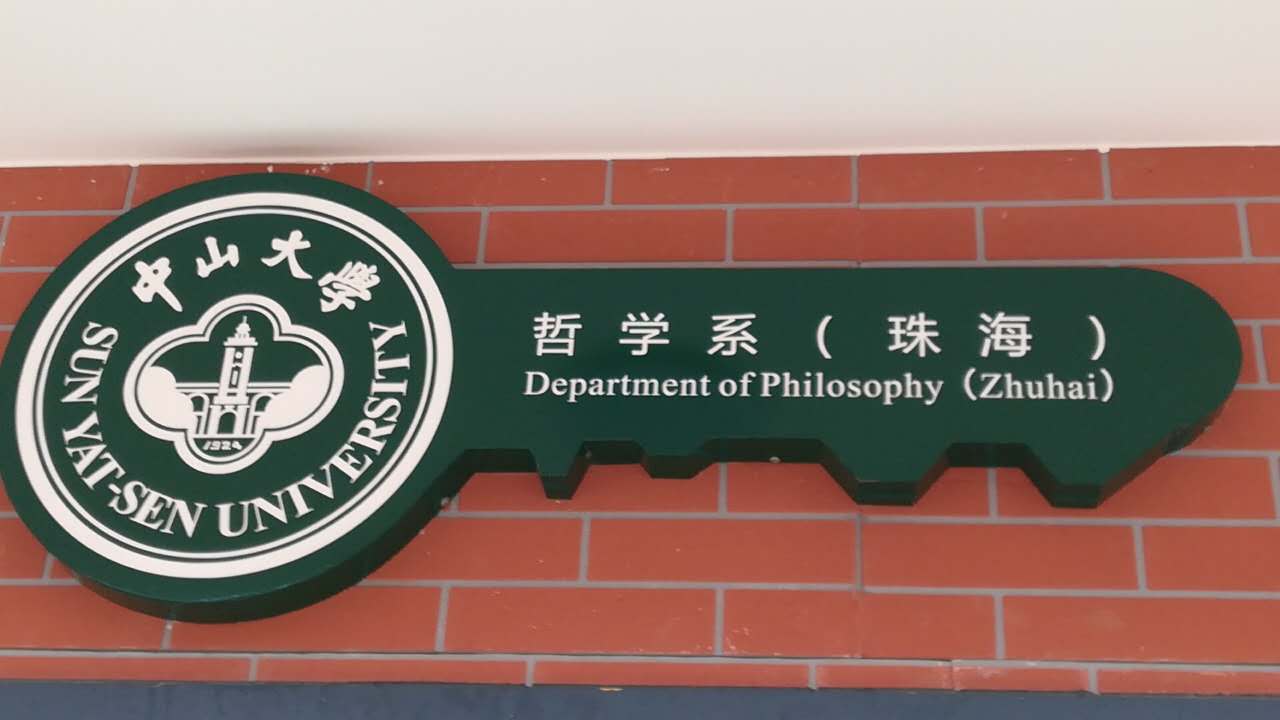 中山大學
SUN YAT-SEN UNIVERSITY
1924
哲学系(珠海)
Department of Philosophy (Zhuhai)